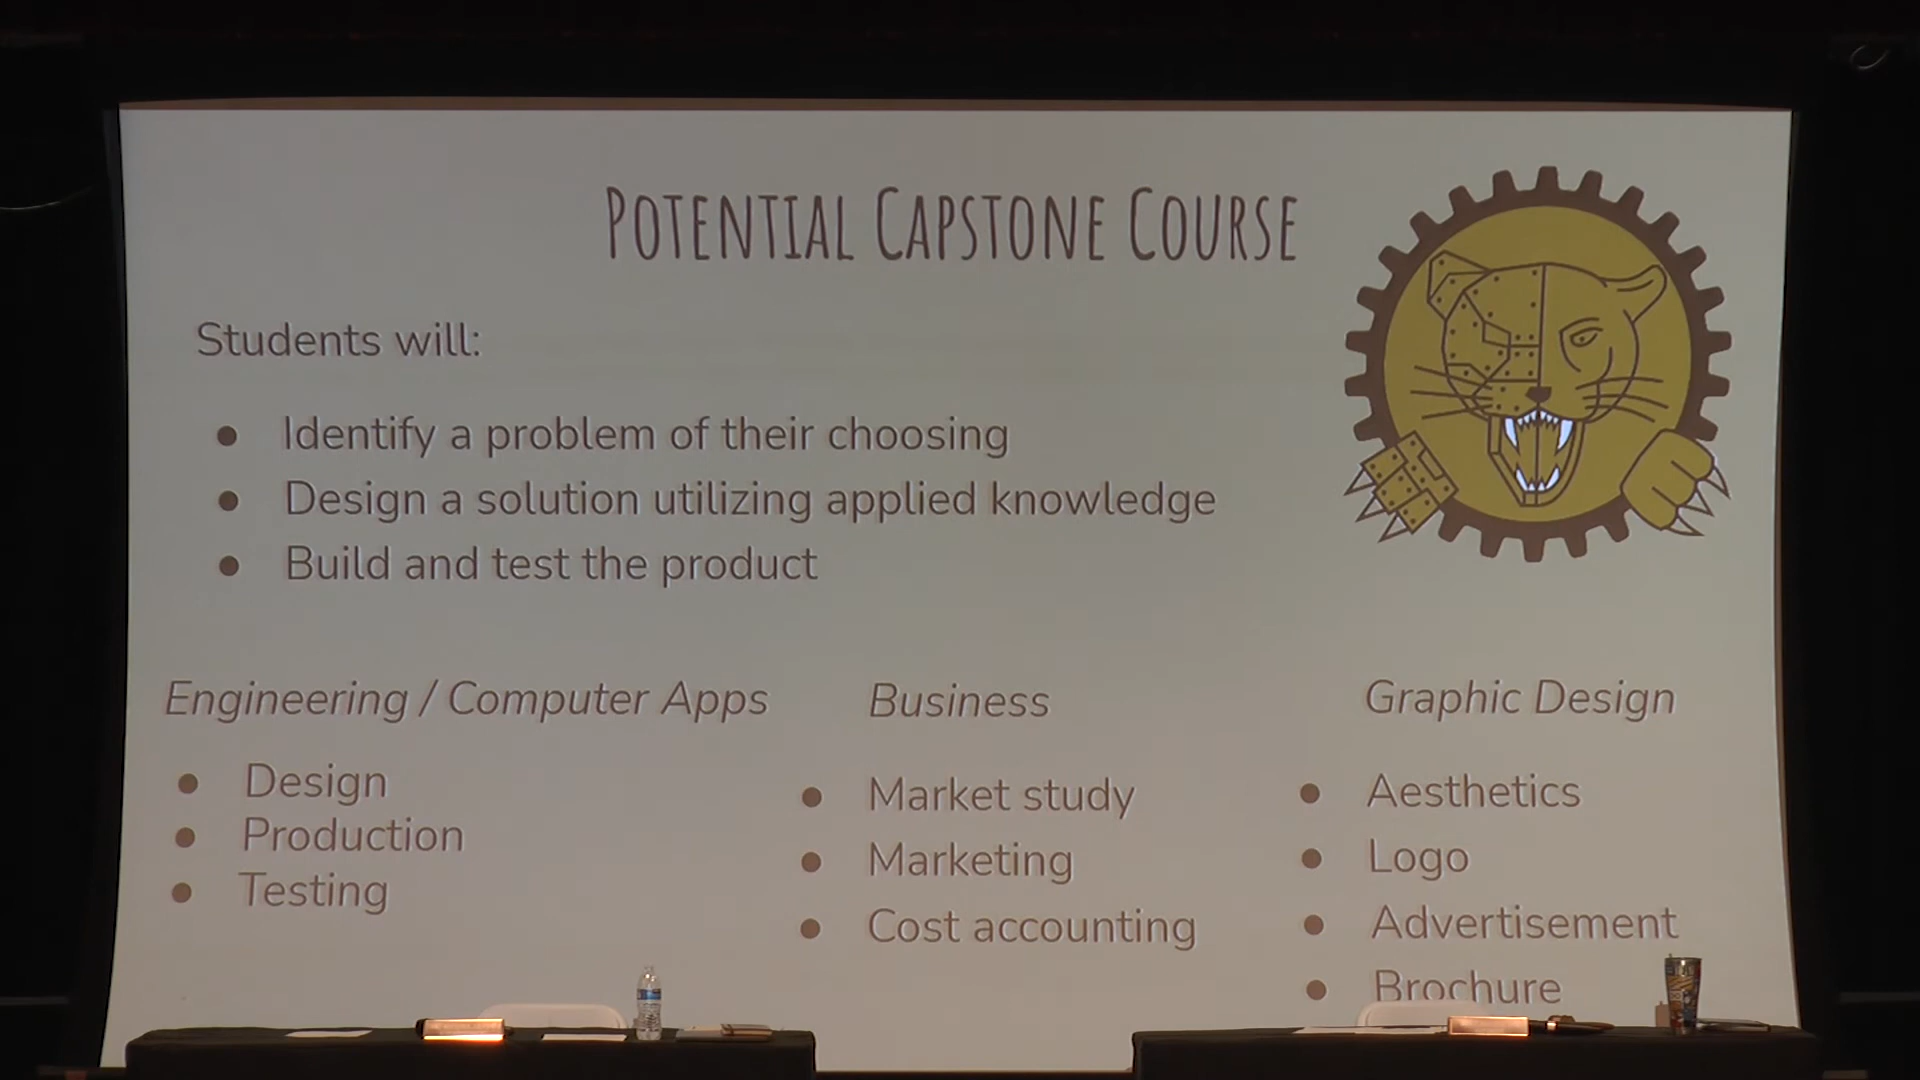 POTENTIAL CAPSTONE COURSE
Students will:
● Identify a problem of their choosing
● Design a solution utilizing applied knowledge
● Build and test the product
Engineering / Computer Apps
● Design
● Production
● Testing
Business
● Market study
● Marketing
● Cost accounting
Graphic Design
● Aesthetics
● Logo
● Advertisement
● Brochure